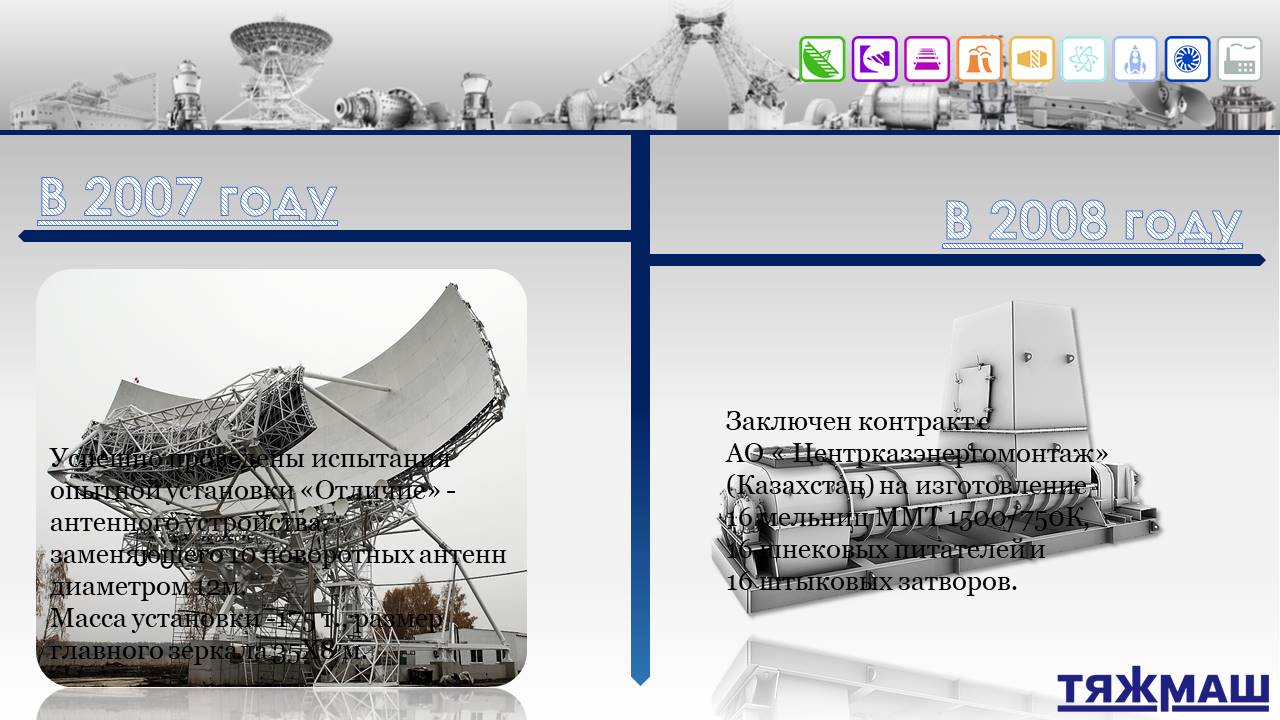 В 2007 году
Успешно проведены испытания
опытной установки «Отличие» -
антенного устройства,
заменяющего 10 поворотных антенн
диаметром 12м.
Масса установки -175 т., размер
главного зеркала 35Х8 м.
В 2008 году
Заключен контракт с
АО « Центрказэнергомонтаж»
(Казахстан) на изготовление
16 мельниц ММТ 1500/750К,
16 шнековых питателей и
16 штыковых затворов.
ТЯЖМАШ